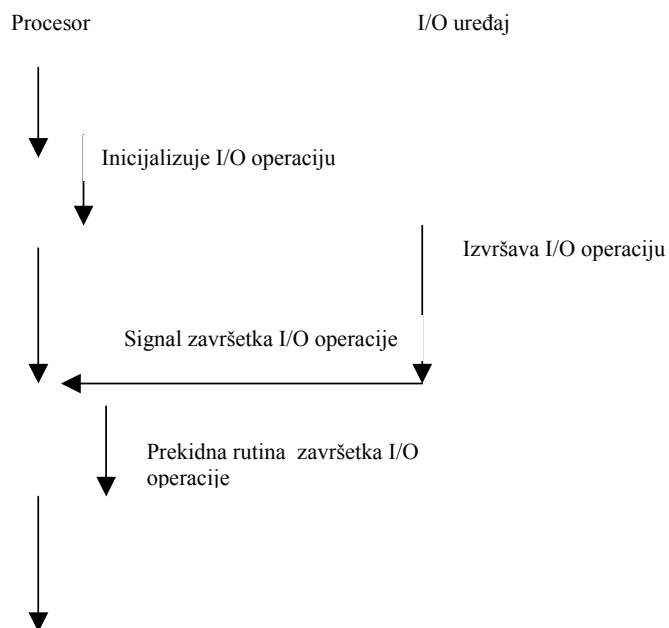 Procesor
I/O uređaj
Inicijalizuje I/O operaciju
Izvršava I/O operaciju
Signal završetka I/O operacije
Prekidna rutina završetka I/O
operacije